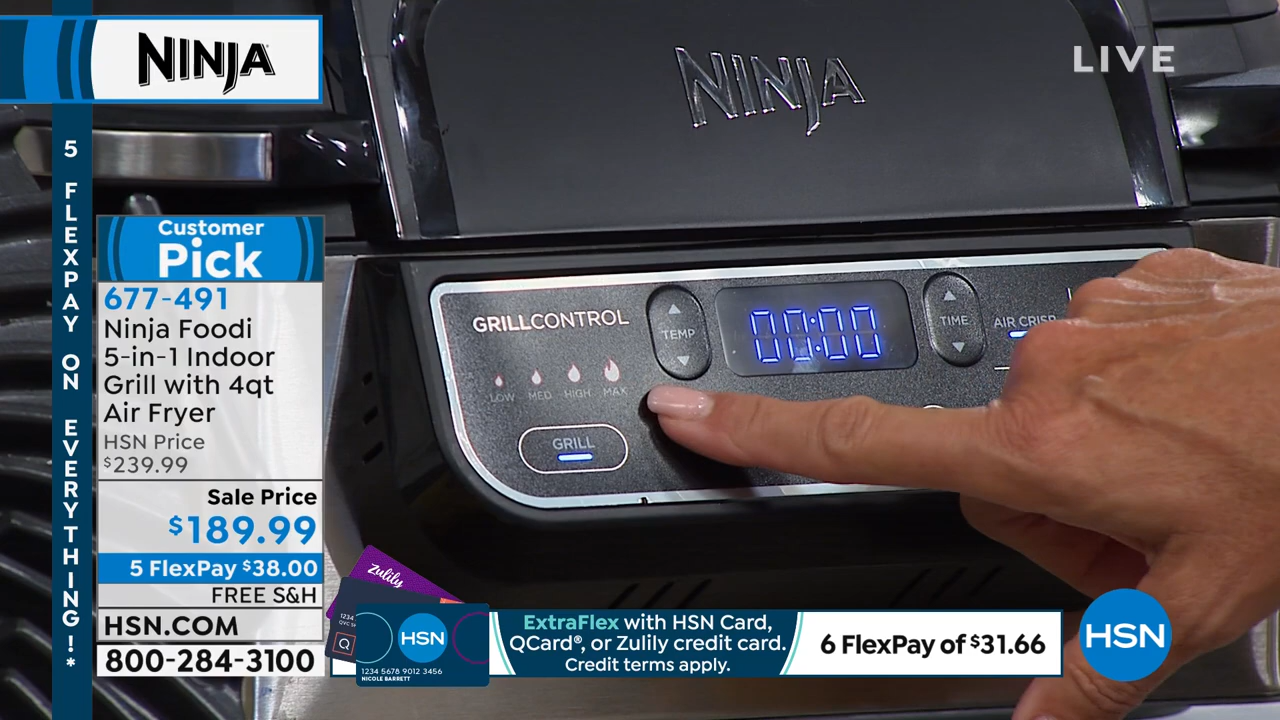 NINJA
LIVE
NINJA
5 FLEXPAY ON EVERYTHING!*
Customer
Pick
677-491
Ninja Foodi
5-in-1 Indoor
Grill with 4qt
Air Fryer
HSN Price
$239.99
Sale Price
$189.99
5 FlexPay $38.00
FREE S&H
HSN.COM
800-284-3100
GRILLCONTROL
TEMP
00:00
TIME
AIR CRISP
LOW MED HIGH MAX
GRILL
Zulily
1234
QVC
Q
HSN
1234 5678 9012 3456
NICOLE BARRETT
ExtraFlex with HSN Card,
QCard®, or Zulily credit card.
Credit terms apply.
6 FlexPay of $31.66
HSN